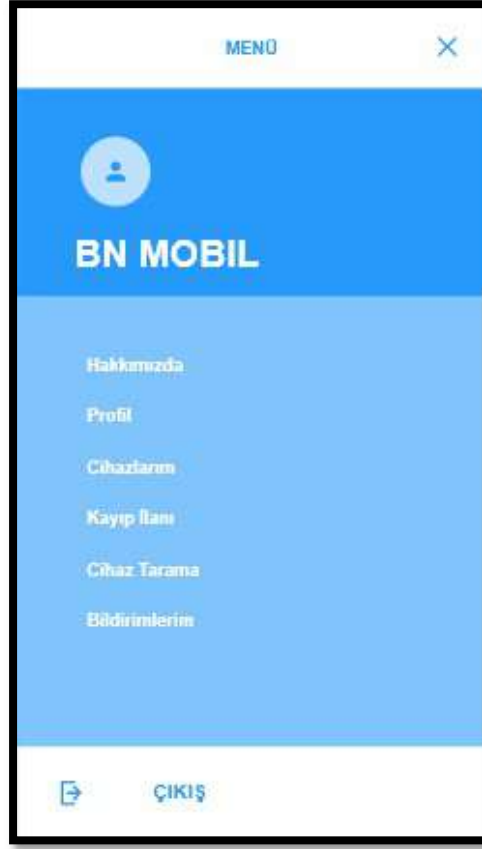 MENÜ
BN MOBIL
Hakkımızda
Profil
Cihazlarım
Kayıp İlanı
Cihaz Tarama
Bildirimlerim
ÇIKIŞ